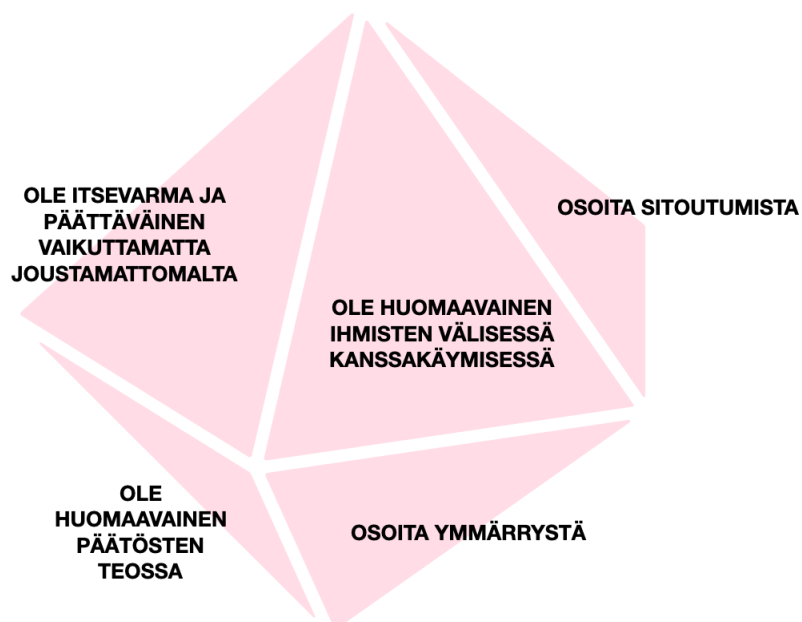 OLE ITSEVARMA JA
PÄÄTTÄVÄINEN
VAIKUTTAMATTA
JOUSTAMATTOMALTA
OSOITA SITOUTUMISTA
OLE HUOMAAVAINEN
IHMISTEN VÄLISESSÄ
KANSSAKÄYMISESSÄ
OLE
HUOMAAVAINEN
PÄÄTÖSTEN
TEOSSA
OSOITA YMMÄRRYSTÄ